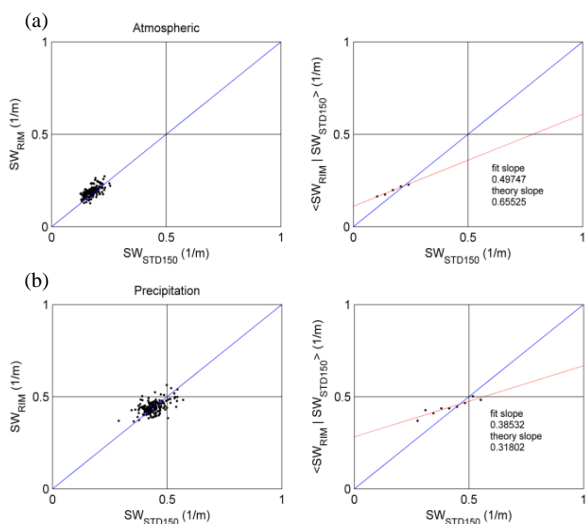 (a)
Atmospheric
1
0.5
0
0
0.5
1
SW_RIM (1/m)
SW_STD150 (1/m)
1
0.5
0
0
0.5
1
<SW_RIM | SW_STD150> (1/m)
SW_STD150 (1/m)
fit slope
0.49747
theory slope
0.65525
(b)
Precipitation
1
0.5
0
0
0.5
1
SW_RIM (1/m)
SW_STD150 (1/m)
1
0.5
0
0
0.5
1
<SW_RIM | SW_STD150> (1/m)
SW_STD150 (1/m)
fit slope
0.38532
theory slope
0.31802